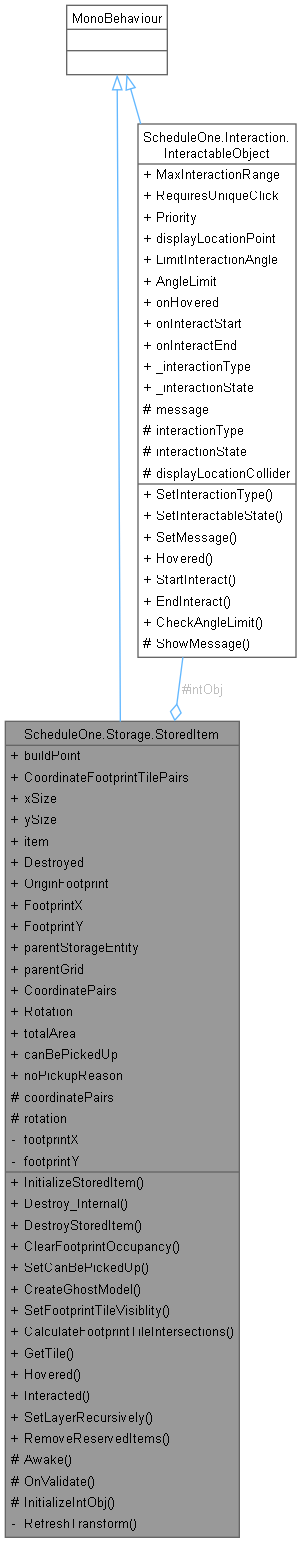 MonoBehaviour
ScheduleOne.Interaction.
InteractableObject
+ MaxInteractionRange
+ RequiresUniqueClick
+ Priority
+ displayLocationPoint
+ LimitInteractionAngle
+ AngleLimit
+ onHovered
+ onInteractStart
+ onInteractEnd
+ _interactionType
+ _interactionState
# message
# interactionType
# interactionState
# displayLocationCollider
+ SetInteractionType()
+ SetInteractableState()
+ SetMessage()
+ Hovered()
+ StartInteract()
+ EndInteract()
+ CheckAngleLimit()
# ShowMessage()
#intObj
ScheduleOne.Storage.StoredItem
+ buildPoint
+ CoordinateFootprintTilePairs
+ xSize
+ ySize
+ item
+ Destroyed
+ OriginFootprint
+ FootprintX
+ FootprintY
+ parentStorageEntity
+ parentGrid
+ CoordinatePairs
+ Rotation
+ totalArea
+ canBePickedUp
+ noPickupReason
# coordinatePairs
# rotation
- footprintX
- footprintY
+ InitializeStoredItem()
+ Destroy_Internal()
+ DestroyStoredItem()
+ ClearFootprintOccupancy()
+ SetCanBePickedUp()
+ CreateGhostModel()
+ SetFootprintTileVisiblity()
+ CalculateFootprintTileIntersections()
+ GetTile()
+ Hovered()
+ Interacted()
+ SetLayerRecursively()
+ RemoveReservedItems()
# Awake()
# OnValidate()
# InitializeIntObj()
- RefreshTransform()